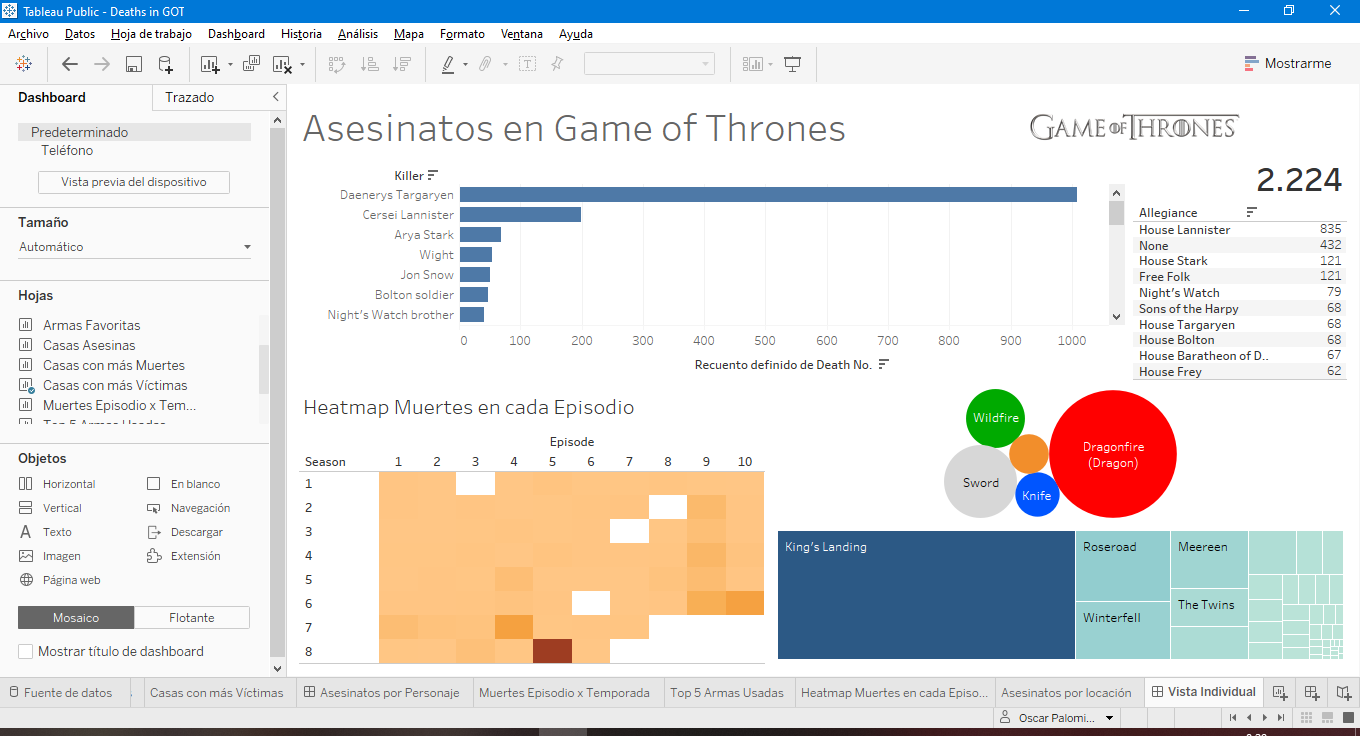 Tableau Public - Deaths in GOT
Archivo Datos Hoja de trabajo Dashboard Historia Análisis Mapa Formato Ventana Ayuda
Mostrarme
Dashboard Trazado
Predeterminado
Teléfono
Vista previa del dispositivo
Tamaño
Automático
Hojas
Armas Favoritas
Casas Asesinas
Casas con más Muertes
Casas con más Víctimas
Muertes Episodio x Tem...
Top 5 Armas Usadas
Objetos
Horizontal En blanco
Vertical Navegación
Texto Descargar
Imagen Extensión
Página web
Mosaico Flotante
Mostrar título de dashboard
Asesinatos en Game of Thrones
GAME OF THRONES
Killer
Daenerys Targaryen
Cersei Lannister
Arya Stark
Wight
Jon Snow
Bolton soldier
Night's Watch brother
0 100 200 300 400 500 600 700 800 900 1000
Recuento definido de Death No.
2.224
Allegiance
House Lannister 835
None 432
House Stark 121
Free Folk 121
Night's Watch 79
Sons of the Harpy 68
House Targaryen 68
House Bolton 68
House Baratheon of D.. 67
House Frey 62
Heatmap Muertes en cada Episodio
Episode
Season 1 2 3 4 5 6 7 8 9 10
1
2
3
4
5
6
7
8
Wildfire
Dragonfire
(Dragon)
Sword
Knife
King's Landing
Roseroad
Meereen
The Twins
Winterfell
Fuente de datos Casas con más Víctimas Asesinatos por Personaje Muertes Episodio x Temporada Top 5 Armas Usadas Heatmap Muertes en cada Episo... Asesinatos por locación Vista Individual
Oscar Palomi...